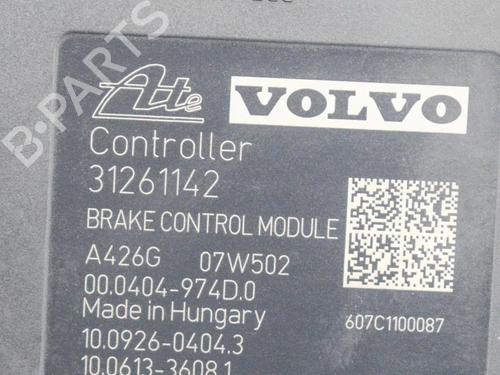 Ate VOLVO
Controller
31261142
BRAKE CONTROL MODULE
A426G 07W502
00.0404-974D.0
Made in Hungary
607C1100087
10.0926-0404.3
10.0613-3608.1
B-PARTS